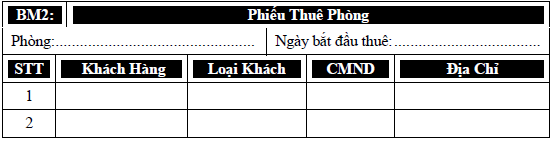 BM2: Phiếu Thuê Phòng
Phòng:..................................................... Ngày bắt đầu thuê:.......................................
STT Khách Hàng Loại Khách CMND Địa Chỉ
1
2